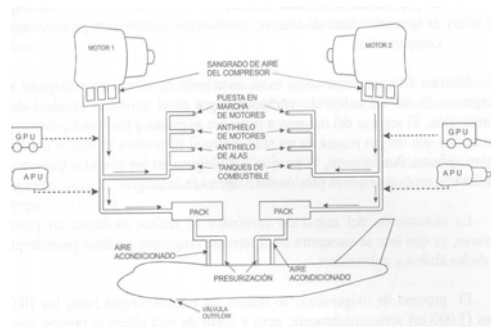 MOTOR 1
MOTOR 2
SANGRADO DE AIRE
DEL COMPRESOR
PUESTA EN
MARCHA
DE MOTORES
ANTIHIELO
DE MOTORES
ANTIHIELO
DE ALAS
TANQUES DE
COMBUSTIBLE
GPU
GPU
APU
APU
PACK
PACK
AIRE
ACONDICIONADO
PRESURIZACIÓN
AIRE
ACONDICIONADO
VÁLVULA
OUTFLOW